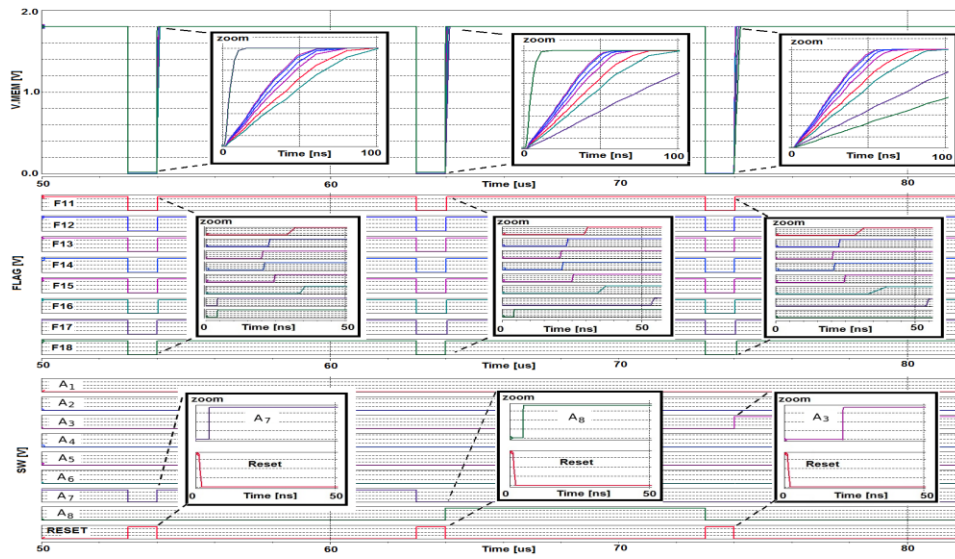 2.0
V.MEM [V]
1.0
0.0
zoom
0 Time [ns] 100
zoom
0 Time [ns] 100
zoom
0 Time [ns] 100
50 60 Time [us] 70 80
FLAG [V]
F11
F12
F13
F14
F15
F16
F17
F18
zoom
0 Time [ns] 50
zoom
0 Time [ns] 50
zoom
0 Time [ns] 50
50 60 Time [us] 70 80
SW [V]
A1
A2
A3
A4
A5
A6
A7
A8
RESET
zoom
A7
Reset
0 Time [ns] 50
zoom
A8
Reset
0 Time [ns] 50
zoom
A3
Reset
0 Time [ns] 50
50 60 Time [us] 70 80